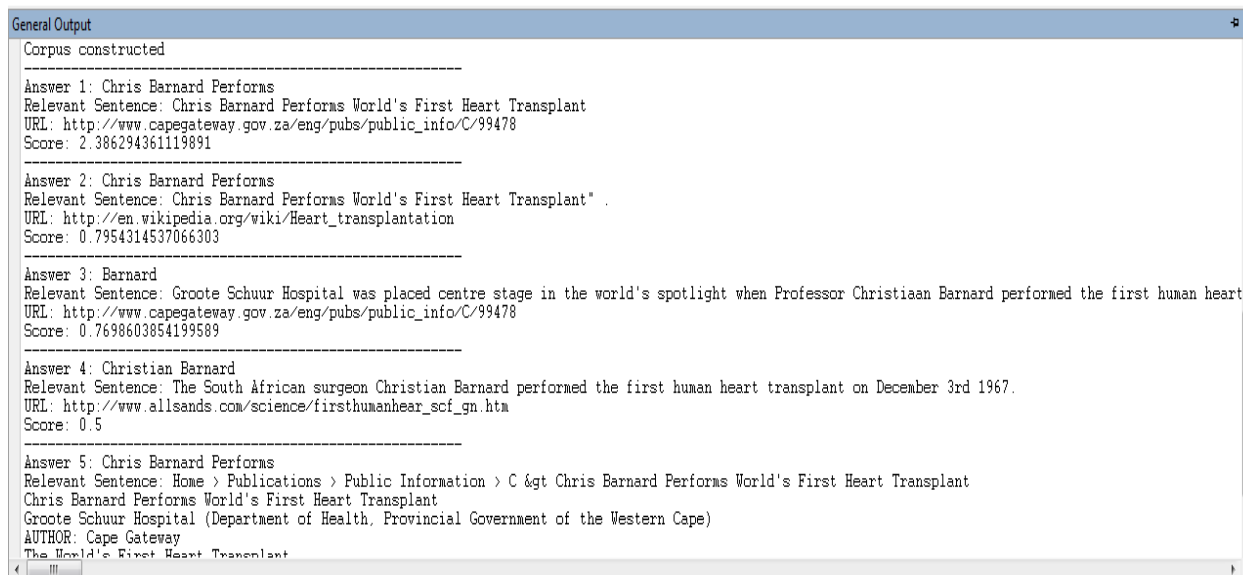 General Output
Corpus constructed
----------------------------------------------------------
Answer 1: Chris Barnard Performs
Relevant Sentence: Chris Barnard Performs World's First Heart Transplant
URL: http://www.capegateway.gov.za/eng/pubs/public_info/C/99478
Score: 2.386294361119891
----------------------------------------------------------
Answer 2: Chris Barnard Performs
Relevant Sentence: Chris Barnard Performs World's First Heart Transplant" .
URL: http://en.wikipedia.org/wiki/Heart_transplantation
Score: 0.7954314537066303
----------------------------------------------------------
Answer 3: Barnard
Relevant Sentence: Groote Schuur Hospital was placed centre stage in the world's spotlight when Professor Christiaan Barnard performed the first human heart
URL: http://www.capegateway.gov.za/eng/pubs/public_info/C/99478
Score: 0.7698603854199589
----------------------------------------------------------
Answer 4: Christian Barnard
Relevant Sentence: The South African surgeon Christian Barnard performed the first human heart transplant on December 3rd 1967.
URL: http://www.allsands.com/science/firsthumanhear_scf_gn.htm
Score: 0.5
----------------------------------------------------------
Answer 5: Chris Barnard Performs
Relevant Sentence: Home > Publications > Public Information > C &gt Chris Barnard Performs World's First Heart Transplant
Chris Barnard Performs World's First Heart Transplant
Groote Schuur Hospital (Department of Health, Provincial Government of the Western Cape)
AUTHOR: Cape Gateway
The World's First Heart Transplant